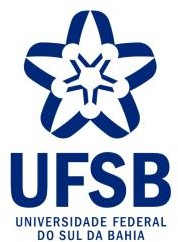 UFSB
UNIVERSIDADE FEDERAL
DO SUL DA BAHIA